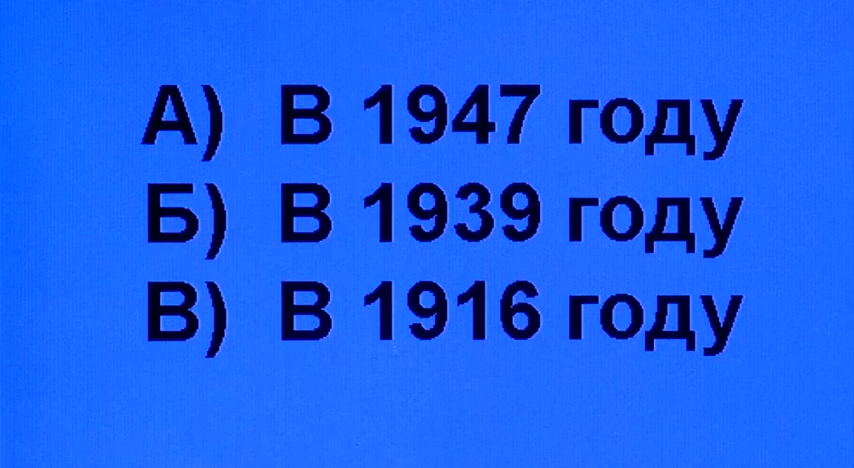 А) В 1947 году
Б) В 1939 году
В) В 1916 году